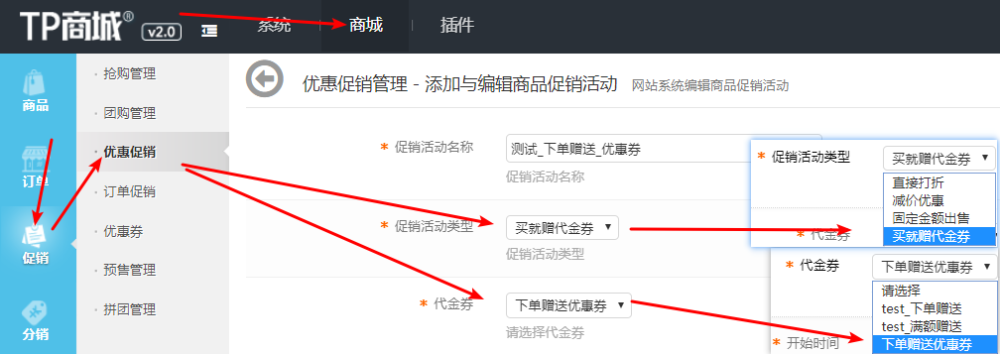 TP商城® v2.0
系统
商城
插件
商品
订单
促销
分销
抢购管理
团购管理
优惠促销
订单促销
优惠券
预售管理
拼团管理
优惠促销管理 - 添加与编辑商品促销活动 网站系统编辑商品促销活动
* 促销活动名称 测试_下单赠送_优惠券
促销活动名称
* 促销活动类型 买就赠代金券
促销活动类型
* 代金券 下单赠送优惠券
请选择代金券
* 促销活动类型 买就赠代金券
直接打折
减价优惠
固定金额出售
买就赠代金券
* 代金券
* 代金券 下单赠送优惠券
请选择
test_下单赠送
test_满额赠送
下单赠送优惠券
* 开始时间